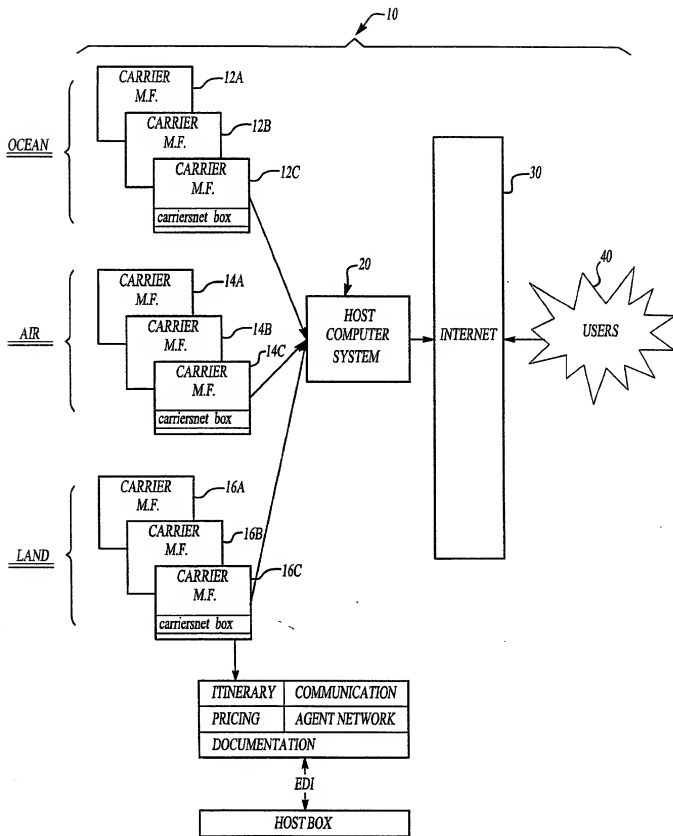 10
CARRIER
M.F.
12A
CARRIER
M.F.
12B
CARRIER
M.F.
12C
carriersnet box
OCEAN
CARRIER
M.F.
14A
CARRIER
M.F.
14B
CARRIER
M.F.
14C
carriersnet box
AIR
CARRIER
M.F.
16A
CARRIER
M.F.
16B
CARRIER
M.F.
16C
carriersnet box
LAND
20
HOST
COMPUTER
SYSTEM
30
INTERNET
40
USERS
ITINERARY COMMUNICATION
PRICING AGENT NETWORK
DOCUMENTATION
EDI
HOST BOX